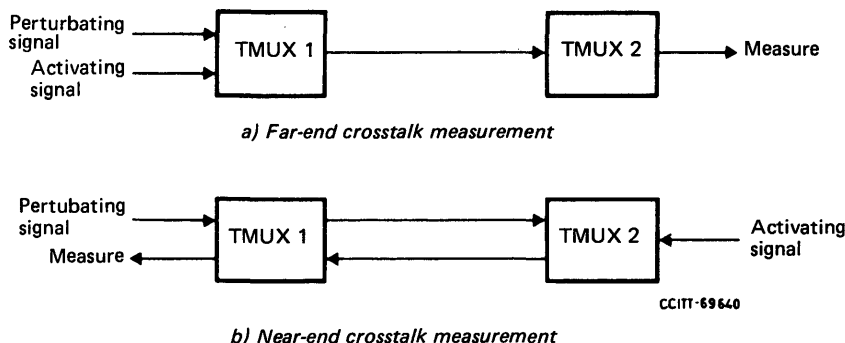 Perturbating
signal
Activating
signal
TMUX 1
TMUX 2
Measure
a) Far-end crosstalk measurement
Pertubating
signal
Measure
TMUX 1
TMUX 2
Activating
signal
CCITT-69640
b) Near-end crosstalk measurement